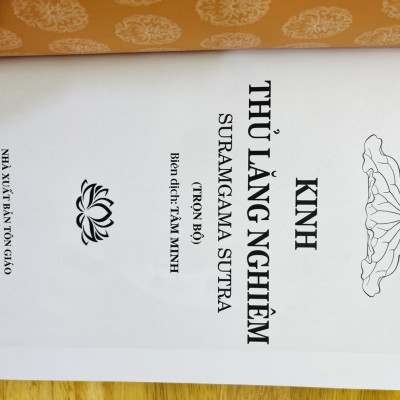 KINH
THỦ LĂNG NGHIÊM
SURAMGAMA SUTRA
(TRỌN BỘ)
Biên dịch: TÂM MINH
NHÀ XUẤT BẢN TÔN GIÁO